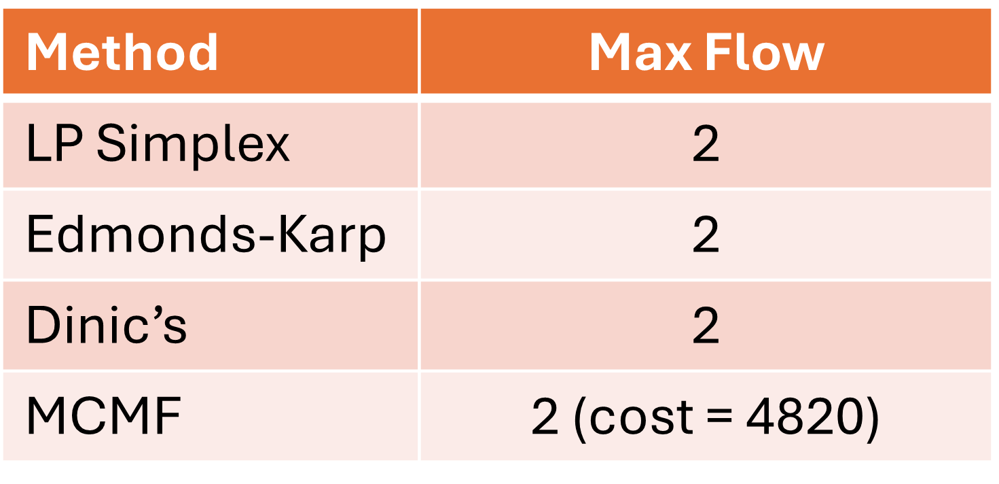 Method Max Flow
LP Simplex 2
Edmonds-Karp 2
Dinic’s 2
MCMF 2 (cost = 4820)